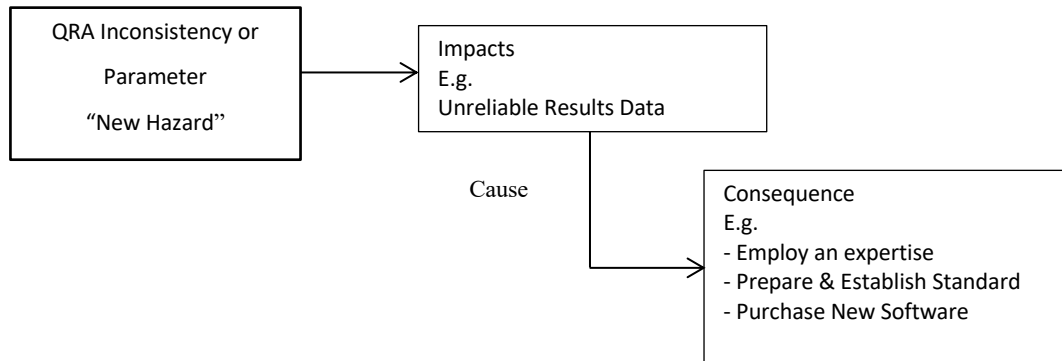 QRA Inconsistency or
Parameter
“New Hazard”
Impacts
E.g.
Unreliable Results Data
Cause
Consequence
E.g.
- Employ an expertise
- Prepare & Establish Standard
- Purchase New Software